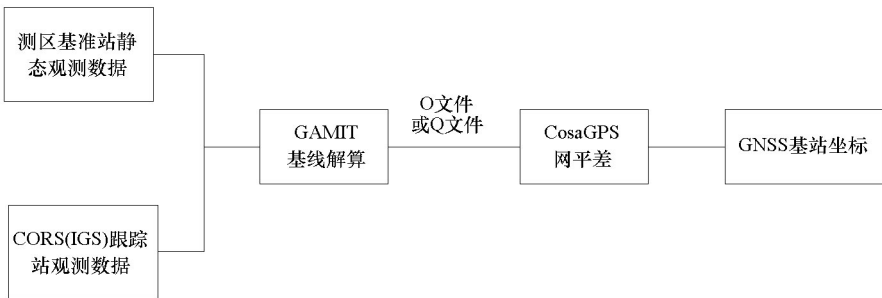 测区基准站静
态观测数据
CORS(IGS)跟踪
站观测数据
GAMIT
基线解算
O文件
或Q文件
CosaGPS
网平差
GNSS基站坐标